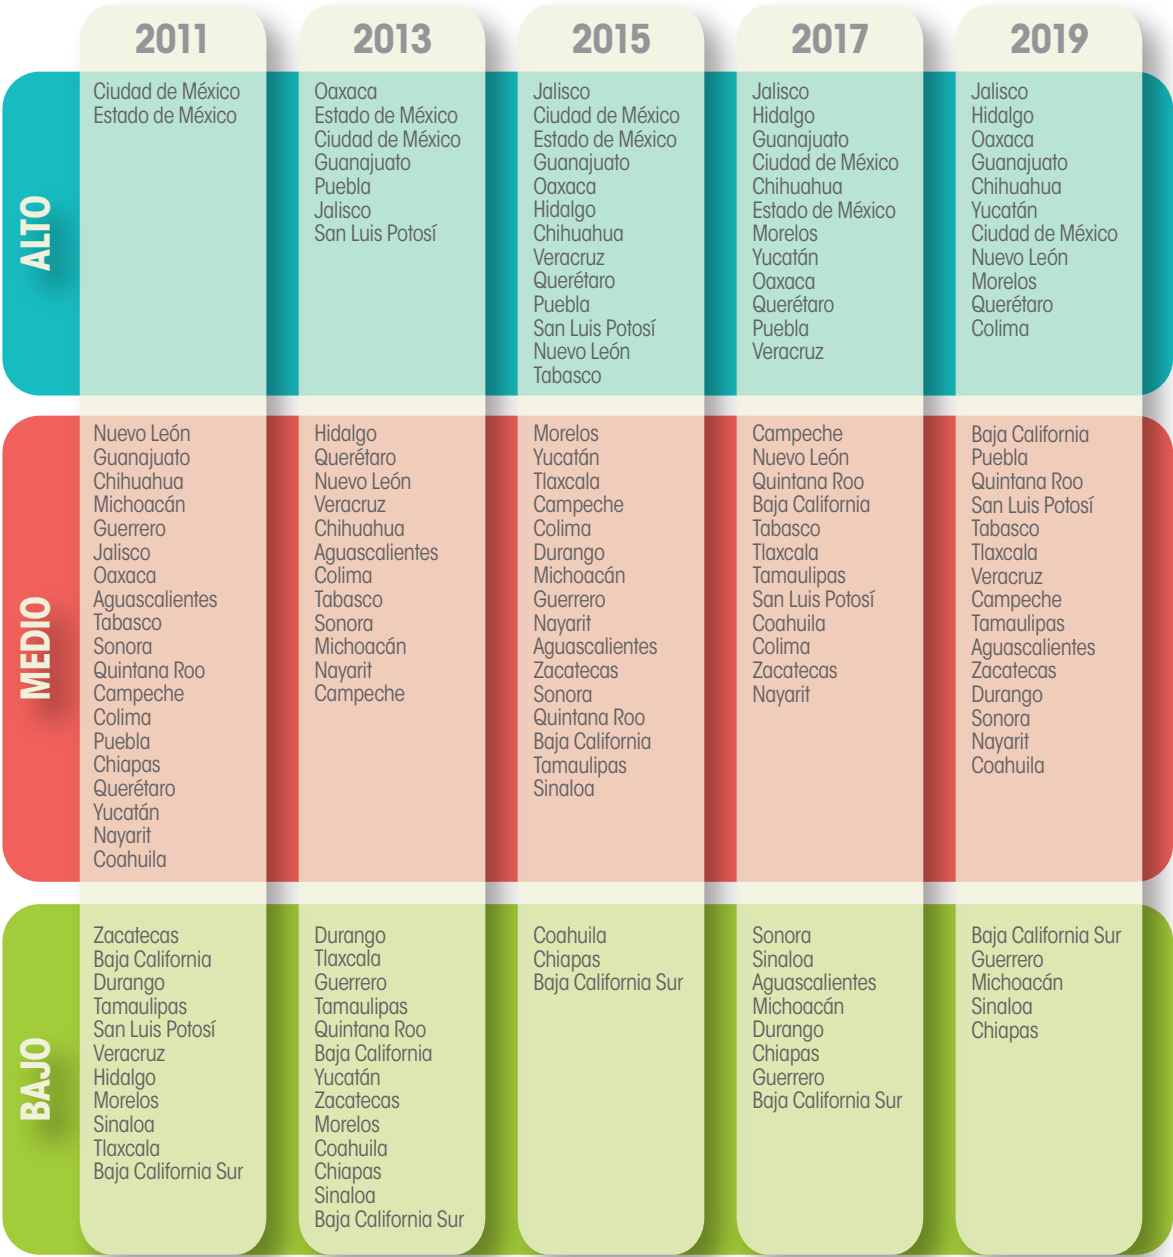 2011
2013
2015
2017
2019
ALTO
Ciudad de México
Estado de México
Oaxaca
Estado de México
Ciudad de México
Guanajuato
Puebla
Jalisco
San Luis Potosí
Jalisco
Ciudad de México
Estado de México
Guanajuato
Oaxaca
Hidalgo
Chihuahua
Veracruz
Querétaro
Puebla
San Luis Potosí
Nuevo León
Tabasco
Jalisco
Hidalgo
Guanajuato
Ciudad de México
Chihuahua
Estado de México
Morelos
Yucatán
Oaxaca
Querétaro
Puebla
Veracruz
Jalisco
Hidalgo
Oaxaca
Guanajuato
Chihuahua
Yucatán
Ciudad de México
Nuevo León
Morelos
Querétaro
Colima
MEDIO
Nuevo León
Guanajuato
Chihuahua
Michoacán
Guerrero
Jalisco
Oaxaca
Aguascalientes
Tabasco
Sonora
Quintana Roo
Campeche
Colima
Puebla
Chiapas
Querétaro
Yucatán
Nayarit
Coahuila
Hidalgo
Querétaro
Nuevo León
Veracruz
Chihuahua
Aguascalientes
Colima
Tabasco
Sonora
Michoacán
Nayarit
Campeche
Morelos
Yucatán
Tlaxcala
Campeche
Colima
Durango
Michoacán
Guerrero
Nayarit
Aguascalientes
Zacatecas
Sonora
Quintana Roo
Baja California
Tamaulipas
Sinaloa
Campeche
Nuevo León
Quintana Roo
Baja California
Tabasco
Tlaxcala
Tamaulipas
San Luis Potosí
Coahuila
Colima
Zacatecas
Nayarit
Baja California
Puebla
Quintana Roo
San Luis Potosí
Tabasco
Tlaxcala
Veracruz
Campeche
Tamaulipas
Aguascalientes
Zacatecas
Durango
Sonora
Nayarit
Coahuila
BAJO
Zacatecas
Baja California
Durango
Tamaulipas
San Luis Potosí
Veracruz
Hidalgo
Morelos
Sinaloa
Tlaxcala
Baja California Sur
Durango
Tlaxcala
Guerrero
Tamaulipas
Quintana Roo
Baja California
Yucatán
Zacatecas
Morelos
Coahuila
Chiapas
Sinaloa
Baja California Sur
Coahuila
Chiapas
Baja California Sur
Sonora
Sinaloa
Aguascalientes
Michoacán
Durango
Chiapas
Guerrero
Baja California Sur
Baja California Sur
Guerrero
Michoacán
Sinaloa
Chiapas